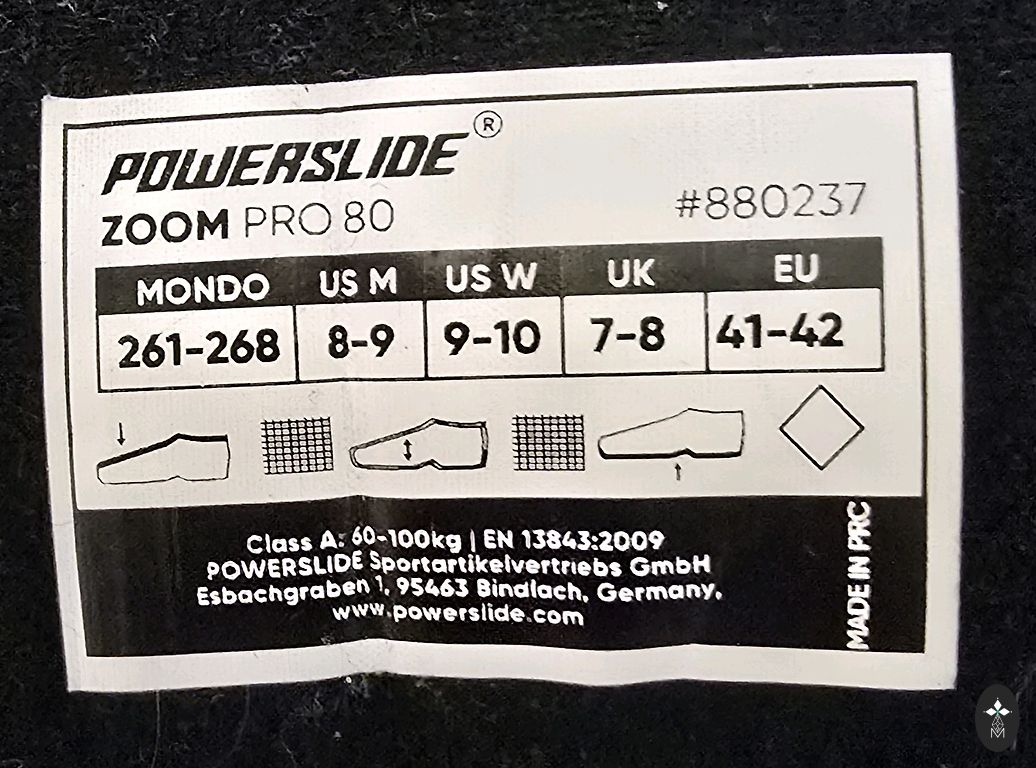 POWERSLIDE®
ZOOM PRO 80 #880237
MONDO US M US W UK EU
261-268 8-9 9-10 7-8 41-42
Class A: 60-100kg | EN 13843:2009
POWERSLIDE Sportartikelvertriebs GmbH
Esbachgraben 1, 95463 Bindlach, Germany,
www.powerslide.com
MADE IN PRC
M